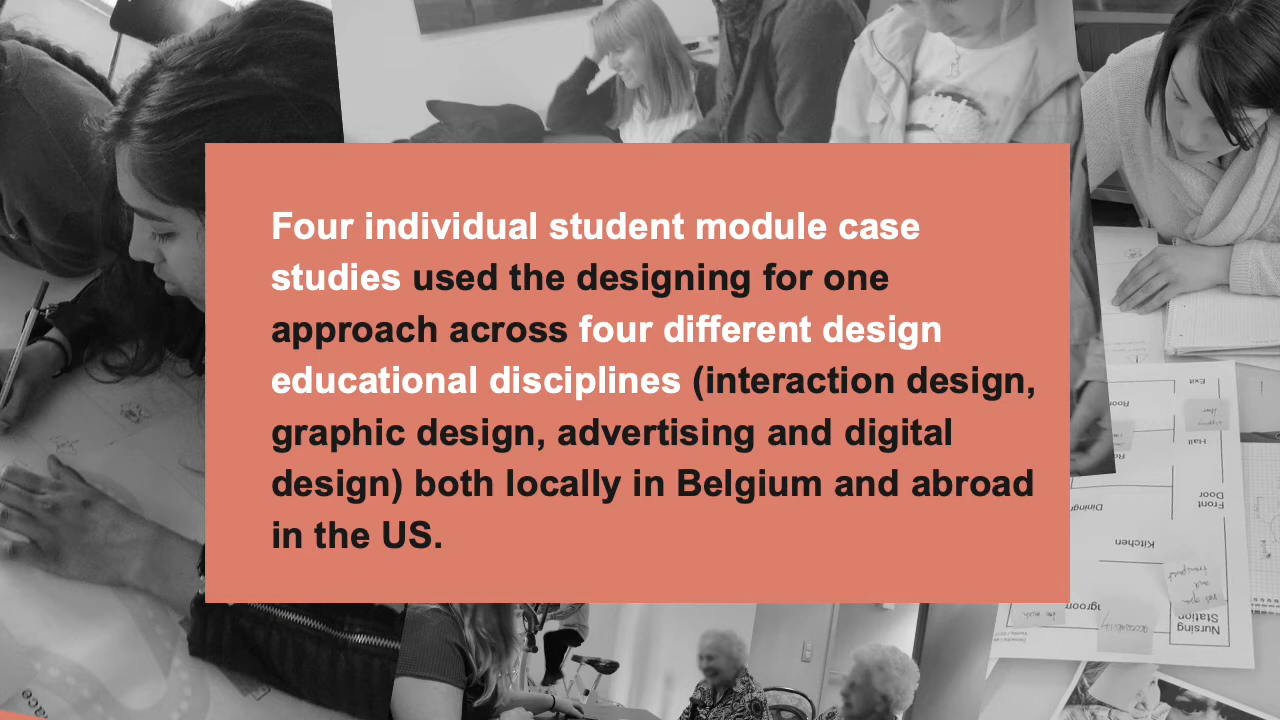 Four individual student module case
studies used the designing for one
approach across four different design
educational disciplines (interaction design,
graphic design, advertising and digital
design) both locally in Belgium and abroad
in the US.
Exit
Hall
Front
Door
Kitchen
Nursing
Station